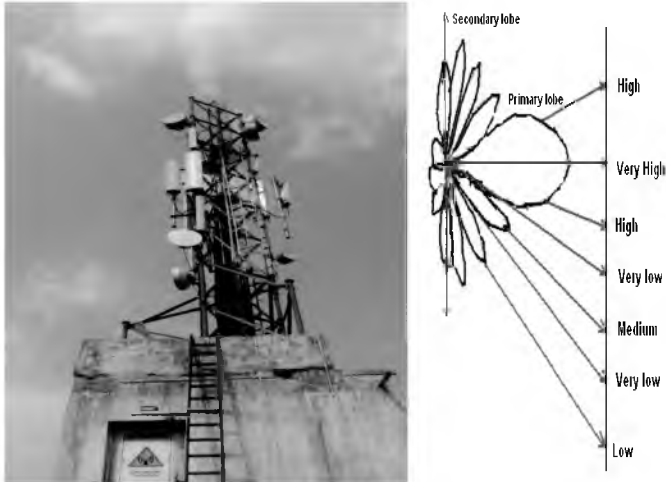 Secondary lobe
High
Primary lobe
Very High
High
Very low
Medium
Very low
Low